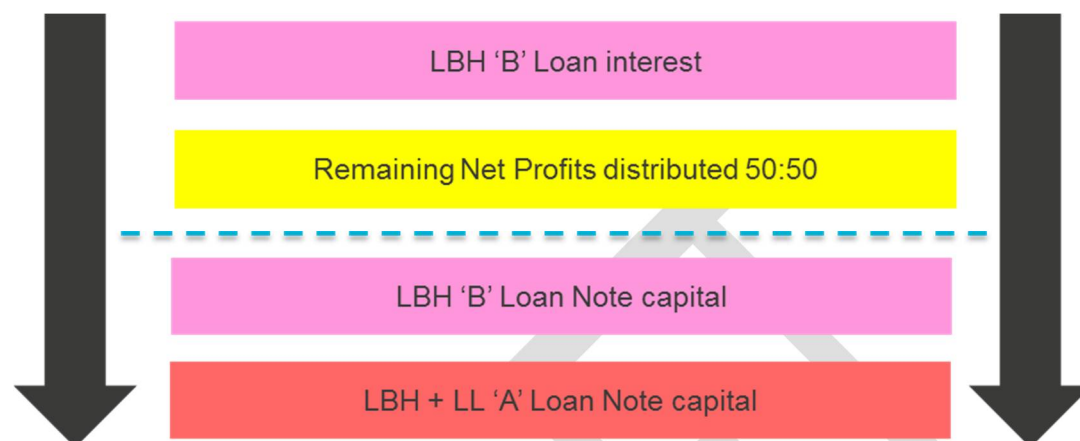 LBH ‘B’ Loan interest
Remaining Net Profits distributed 50:50
LBH ‘B’ Loan Note capital
LBH + LL ‘A’ Loan Note capital